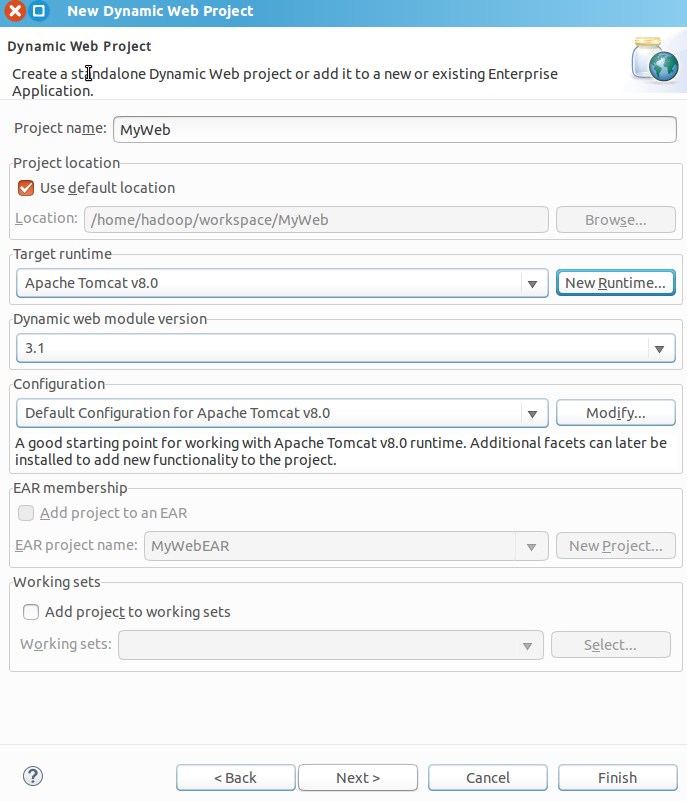 New Dynamic Web Project
Dynamic Web Project
Create a standalone Dynamic Web project or add it to a new or existing Enterprise
Application.
Project name: MyWeb
Project location
Use default location
Location: /home/hadoop/workspace/MyWeb Browse...
Target runtime
Apache Tomcat v8.0 New Runtime...
Dynamic web module version
3.1
Configuration
Default Configuration for Apache Tomcat v8.0 Modify...
A good starting point for working with Apache Tomcat v8.0 runtime. Additional facets can later be
installed to add new functionality to the project.
EAR membership
Add project to an EAR
EAR project name: MyWebEAR New Project...
Working sets
Add project to working sets
Working sets: Select...
? < Back Next > Cancel Finish